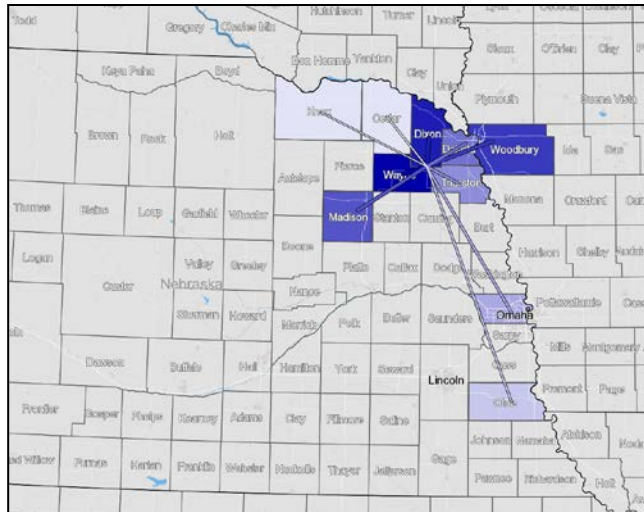 Hutchinson
Turner
Lincoln
Todd
Gregory
Charles Mix
Sioux
O'Brien
Clay
Bon Homme
Yankton
Clay
Union
Keya Paha
Boyd
Plymouth
Buena Vista
Knox
Cedar
Dixon
Brown
Rock
Holt
Woodbury
Ida
Sac
Antelope
Pierce
Wayne
Thurston
Monona
Crawford
Thomas
Blaine
Loup
Garfield
Wheeler
Madison
Stanton
Cuming
Burt
Boone
Harrison
Shelby
Logan
Valley
Greeley
Platte
Colfax
Dodge
Washington
Nebraska
Custer
Nance
Pottawattamie
Sherman
Howard
Merrick
Polk
Butler
Saunders
Omaha
Sarpy
Mills
Montgomery
Dawson
Buffalo
Hall
Hamilton
York
Seward
Lincoln
Cass
Otoe
Fremont
Page
Frontier
Gosper
Phelps
Kearney
Adams
Clay
Fillmore
Saline
Gage
Johnson
Nemaha
Atchison
Red Willow
Furnas
Harlan
Franklin
Webster
Nuckolls
Thayer
Jefferson
Pawnee
Richardson
Holt